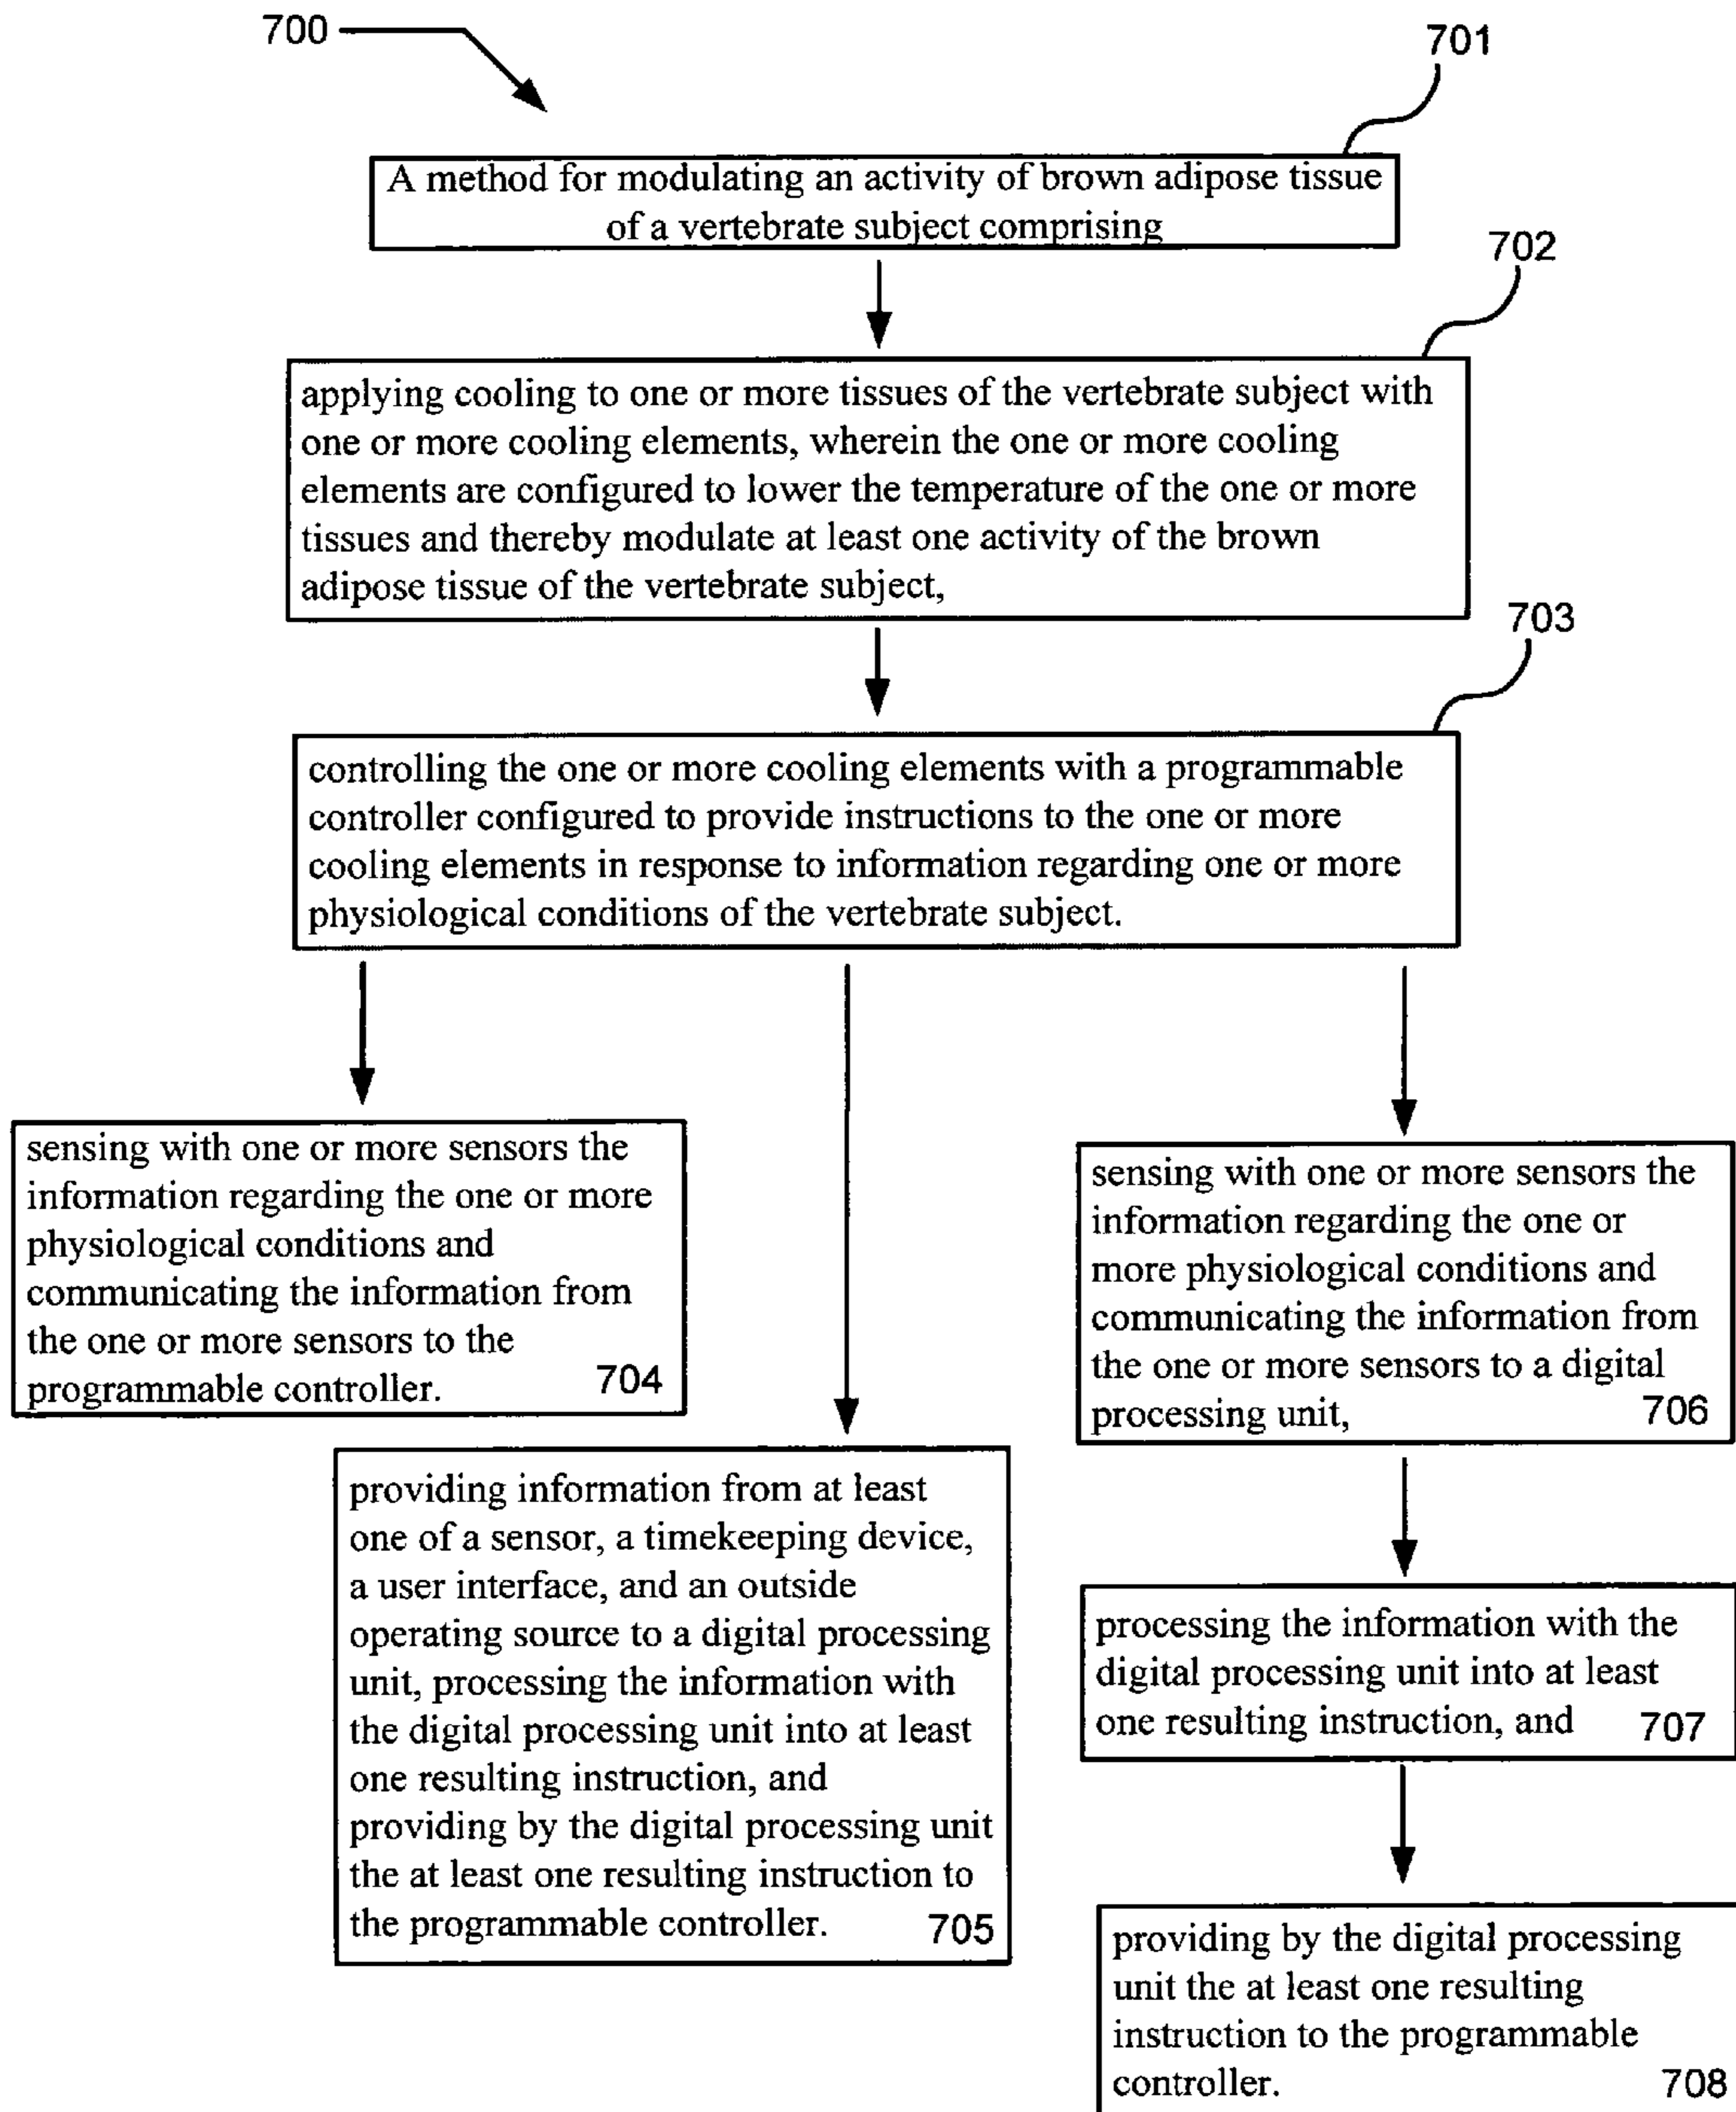 700
701
A method for modulating an activity of brown adipose tissue
of a vertebrate subject comprising
702
applying cooling to one or more tissues of the vertebrate subject with
one or more cooling elements, wherein the one or more cooling
elements are configured to lower the temperature of the one or more
tissues and thereby modulate at least one activity of the brown
adipose tissue of the vertebrate subject,
703
controlling the one or more cooling elements with a programmable
controller configured to provide instructions to the one or more
cooling elements in response to information regarding one or more
physiological conditions of the vertebrate subject.
sensing with one or more sensors the
information regarding the one or more
physiological conditions and
communicating the information from
the one or more sensors to the
programmable controller. 704
providing information from at least
one of a sensor, a timekeeping device,
a user interface, and an outside
operating source to a digital processing
unit, processing the information with
the digital processing unit into at least
one resulting instruction, and
providing by the digital processing unit
the at least one resulting instruction to
the programmable controller. 705
sensing with one or more sensors the
information regarding the one or
more physiological conditions and
communicating the information from
the one or more sensors to a digital
processing unit, 706
processing the information with the
digital processing unit into at least
one resulting instruction, and 707
providing by the digital processing
unit the at least one resulting
instruction to the programmable
controller. 708